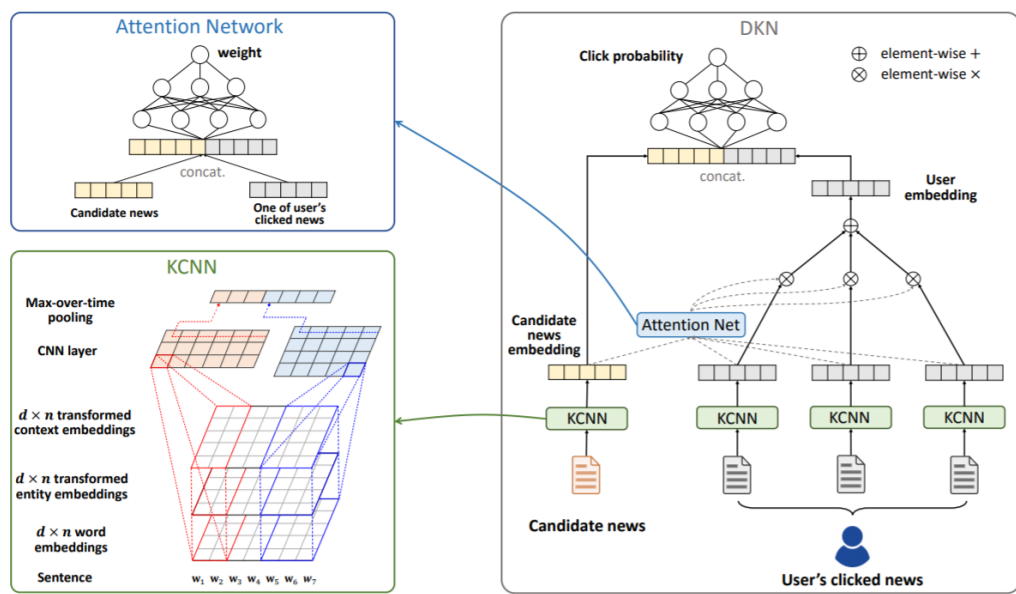 Attention Network
weight
concat.
Candidate news
One of user's
clicked news
KCNN
Max-over-time
pooling
CNN layer
d × n transformed
context embeddings
d × n transformed
entity embeddings
d × n word
embeddings
Sentence
w₁ w₂ w₃ w₄ w₅ w₆ w₇
DKN
Click probability
element-wise +
element-wise ×
concat.
User
embedding
Candidate
news
embedding
Attention Net
KCNN
KCNN
KCNN
KCNN
Candidate news
User's clicked news